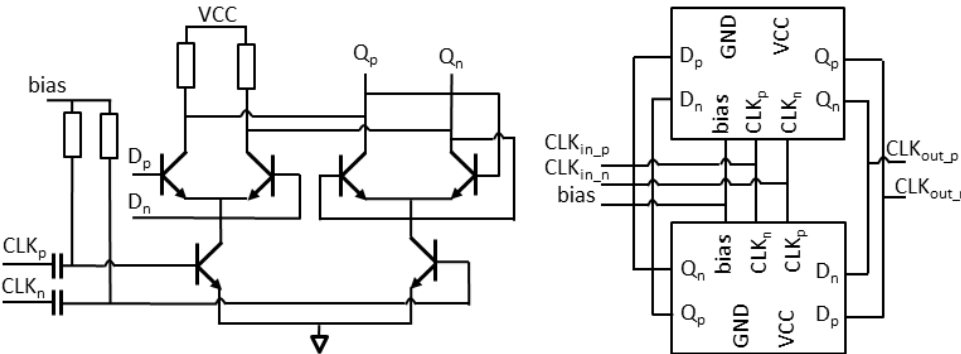 VCC
Qp
Qn
bias
Dp
Dn
CLKp
CLKn
Dp
GND
VCC
Qp
Dn
bias
CLKp
CLKn
Qn
CLKin_p
CLKin_n
bias
CLKout_p
CLKout_
Qn
bias
CLKn
CLKp
Dn
Qp
GND
VCC
Dp